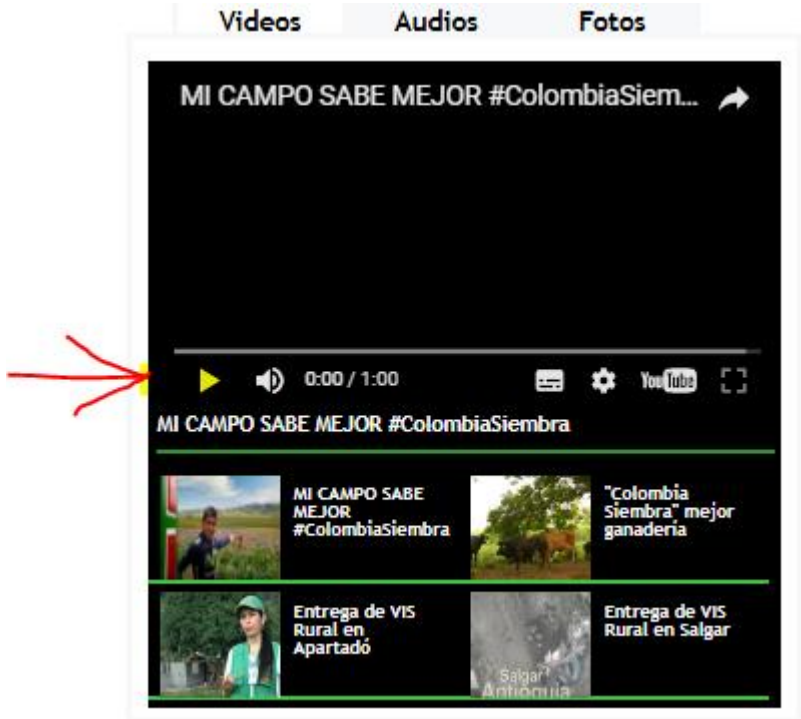 Videos Audios Fotos
MI CAMPO SABE MEJOR #ColombiaSiem...
0:00 / 1:00
YouTube
MI CAMPO SABE MEJOR #ColombiaSiembra
MI CAMPO SABE
MEJOR
#ColombiaSiembra
"Colombia
Siembra" mejor
ganadería
Entrega de VIS
Rural en
Apartadó
Salgar
Antioquia
Entrega de VIS
Rural en Salgar